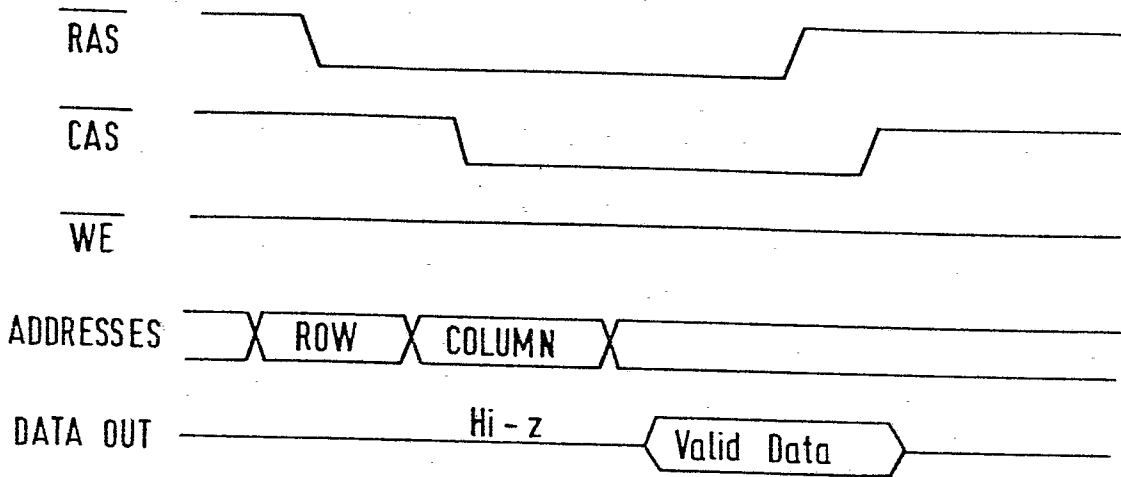 RAS
CAS
WE
ADDRESSES ROW COLUMN
DATA OUT Hi-z Valid Data